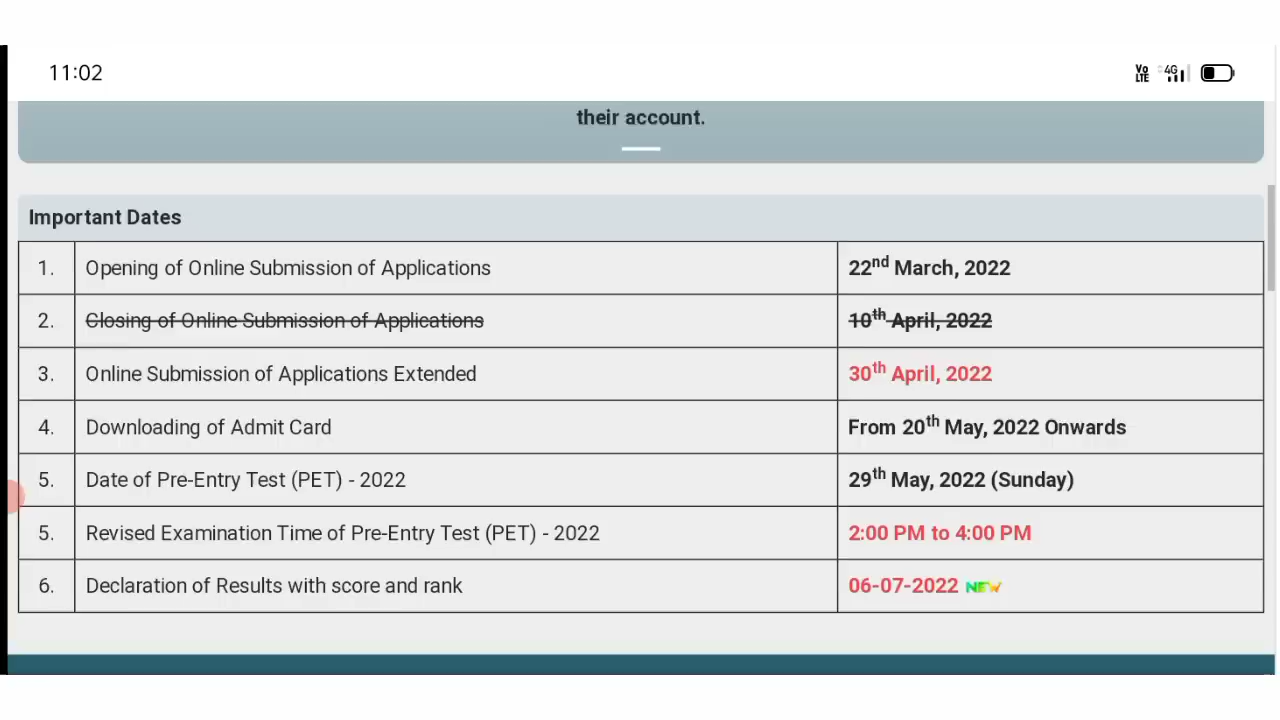 11:02
Vo LTE 4G
their account.
Important Dates
1. Opening of Online Submission of Applications 22nd March, 2022
2. Closing of Online Submission of Applications 10th April, 2022
3. Online Submission of Applications Extended 30th April, 2022
4. Downloading of Admit Card From 20th May, 2022 Onwards
5. Date of Pre-Entry Test (PET) - 2022 29th May, 2022 (Sunday)
5. Revised Examination Time of Pre-Entry Test (PET) - 2022 2:00 PM to 4:00 PM
6. Declaration of Results with score and rank 06-07-2022 NEW